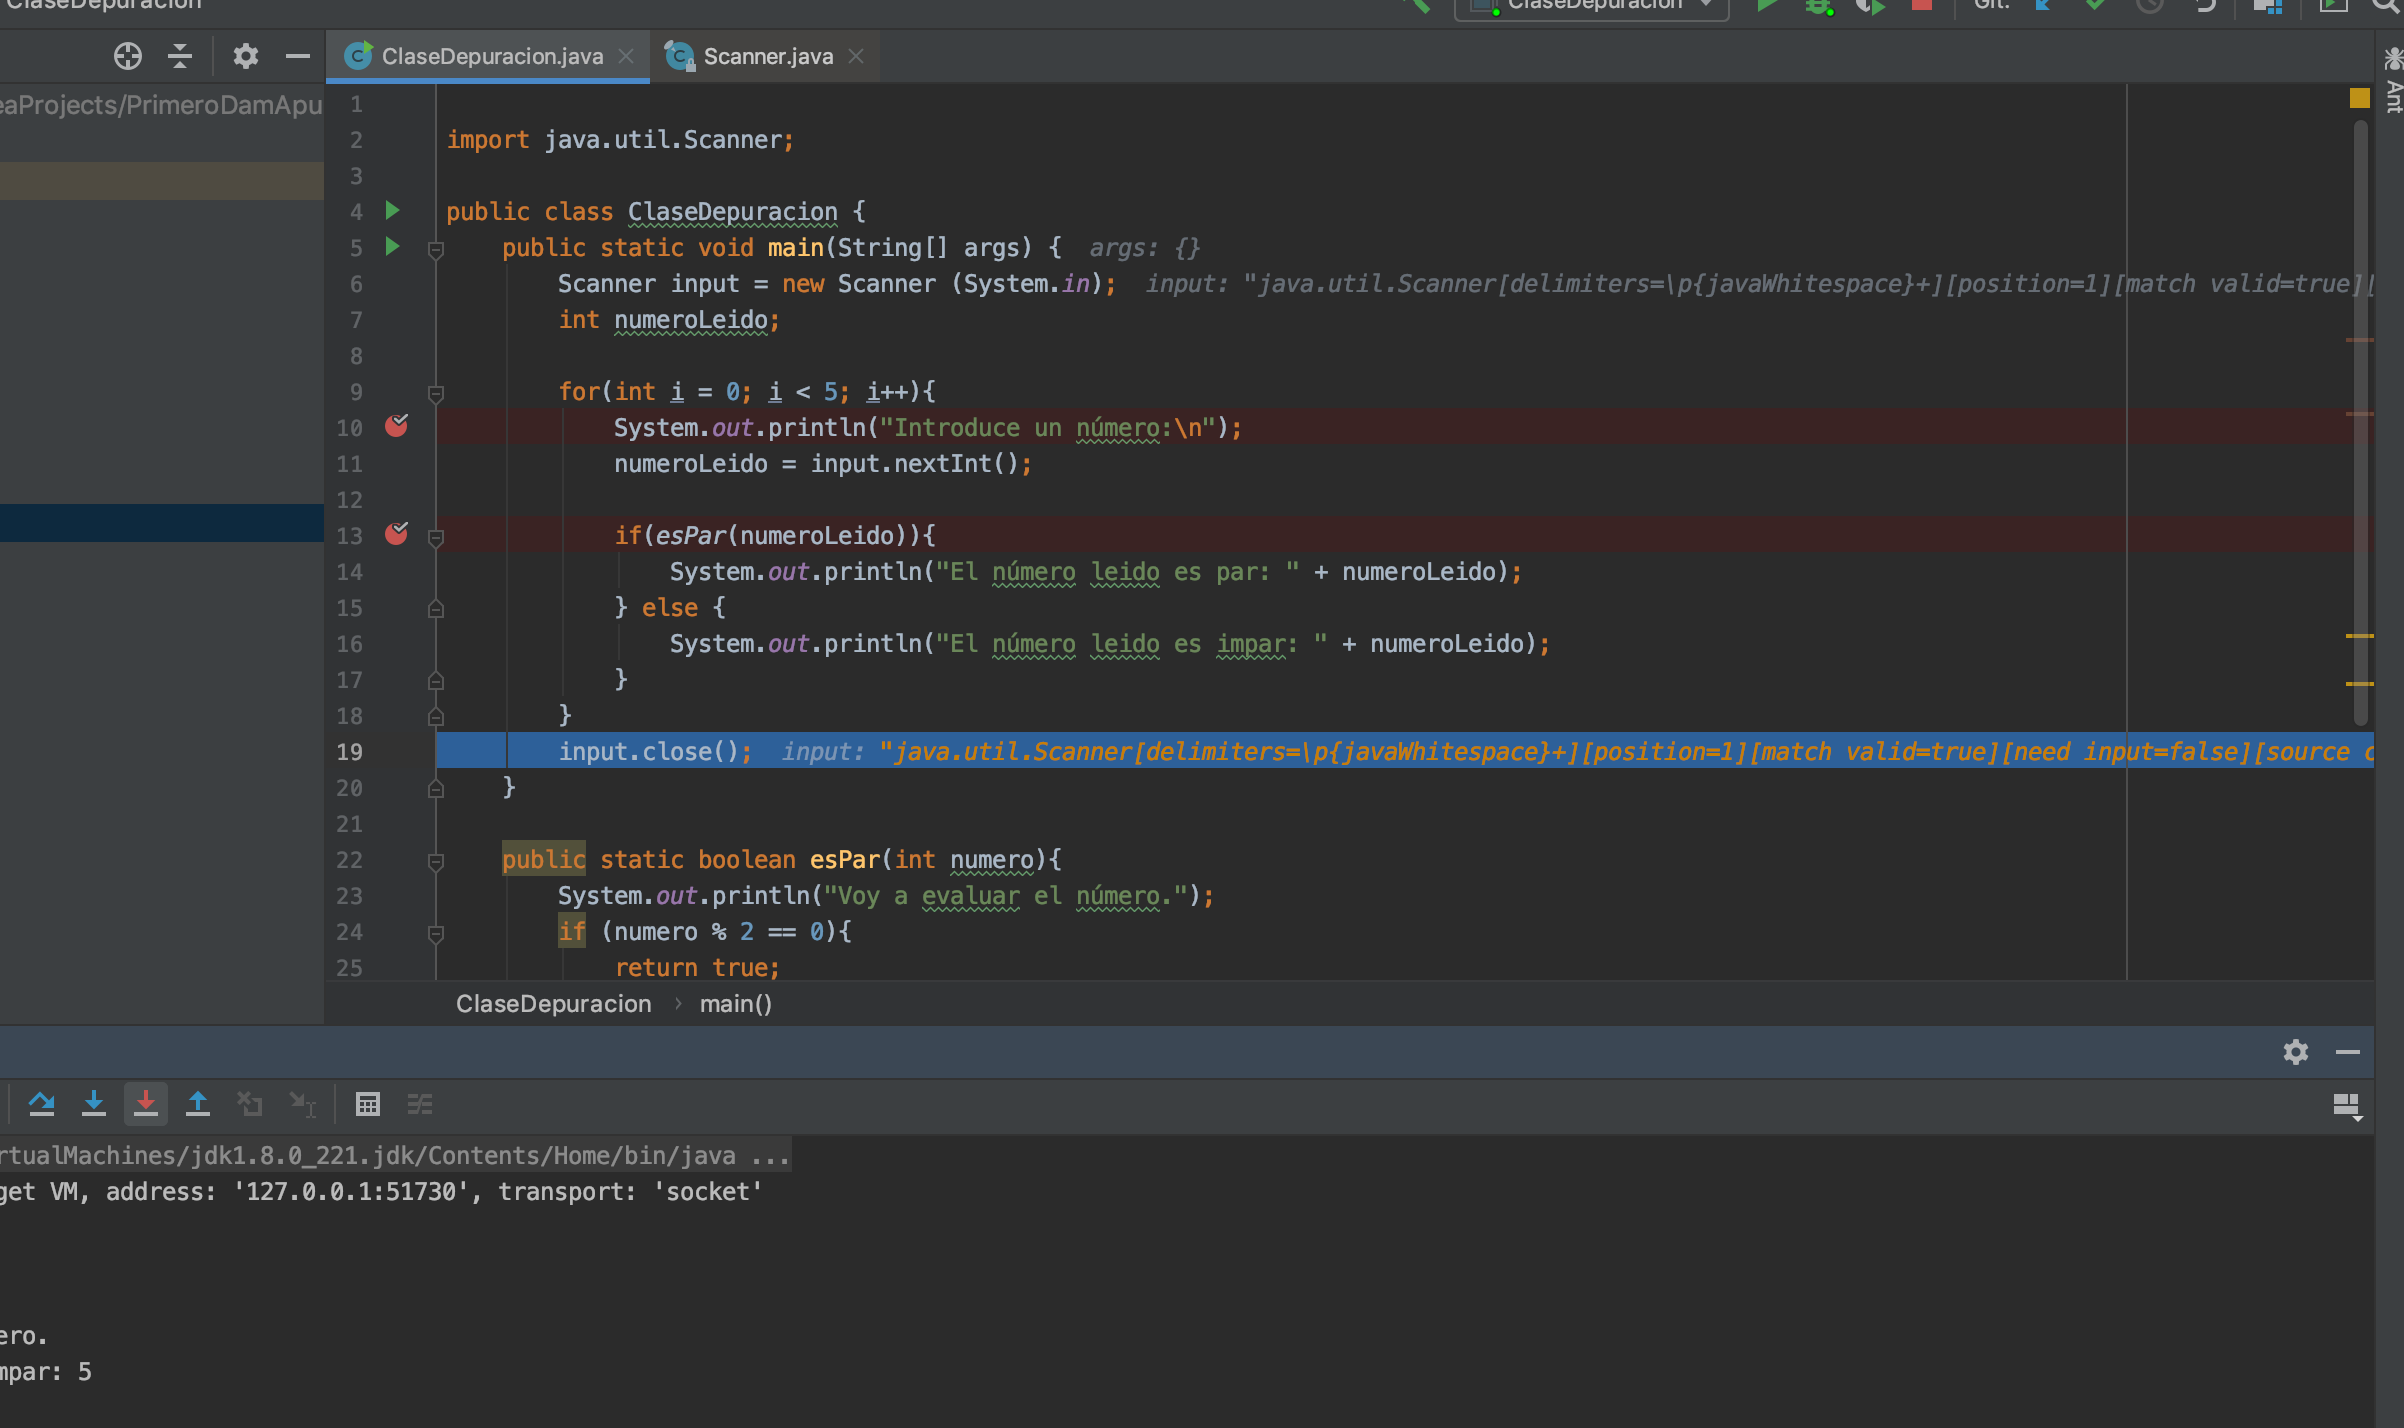 ClaseDepuracion
ClaseDepuracion
Git:
ClaseDepuracion.java
Scanner.java
Ant
eaProjects/PrimeroDamApu
1
2 import java.util.Scanner;
3
4 public class ClaseDepuracion {
5 public static void main(String[] args) { args: {}
6 Scanner input = new Scanner (System.in); input: "java.util.Scanner[delimiters=\p{javaWhitespace}+][position=1][match valid=true][
7 int numeroLeido;
8
9 for(int i = 0; i < 5; i++){
10 System.out.println("Introduce un número:\n");
11 numeroLeido = input.nextInt();
12
13 if(esPar(numeroLeido)){
14 System.out.println("El número leido es par: " + numeroLeido);
15 } else {
16 System.out.println("El número leido es impar: " + numeroLeido);
17 }
18 }
19 input.close(); input: "java.util.Scanner[delimiters=\p{javaWhitespace}+][position=1][match valid=true][need input=false][source c
20 }
21
22 public static boolean esPar(int numero){
23 System.out.println("Voy a evaluar el número.");
24 if (numero % 2 == 0){
25 return true;
ClaseDepuracion > main()
rtualMachines/jdk1.8.0_221.jdk/Contents/Home/bin/java ...
get VM, address: '127.0.0.1:51730', transport: 'socket'
ero.
mpar: 5